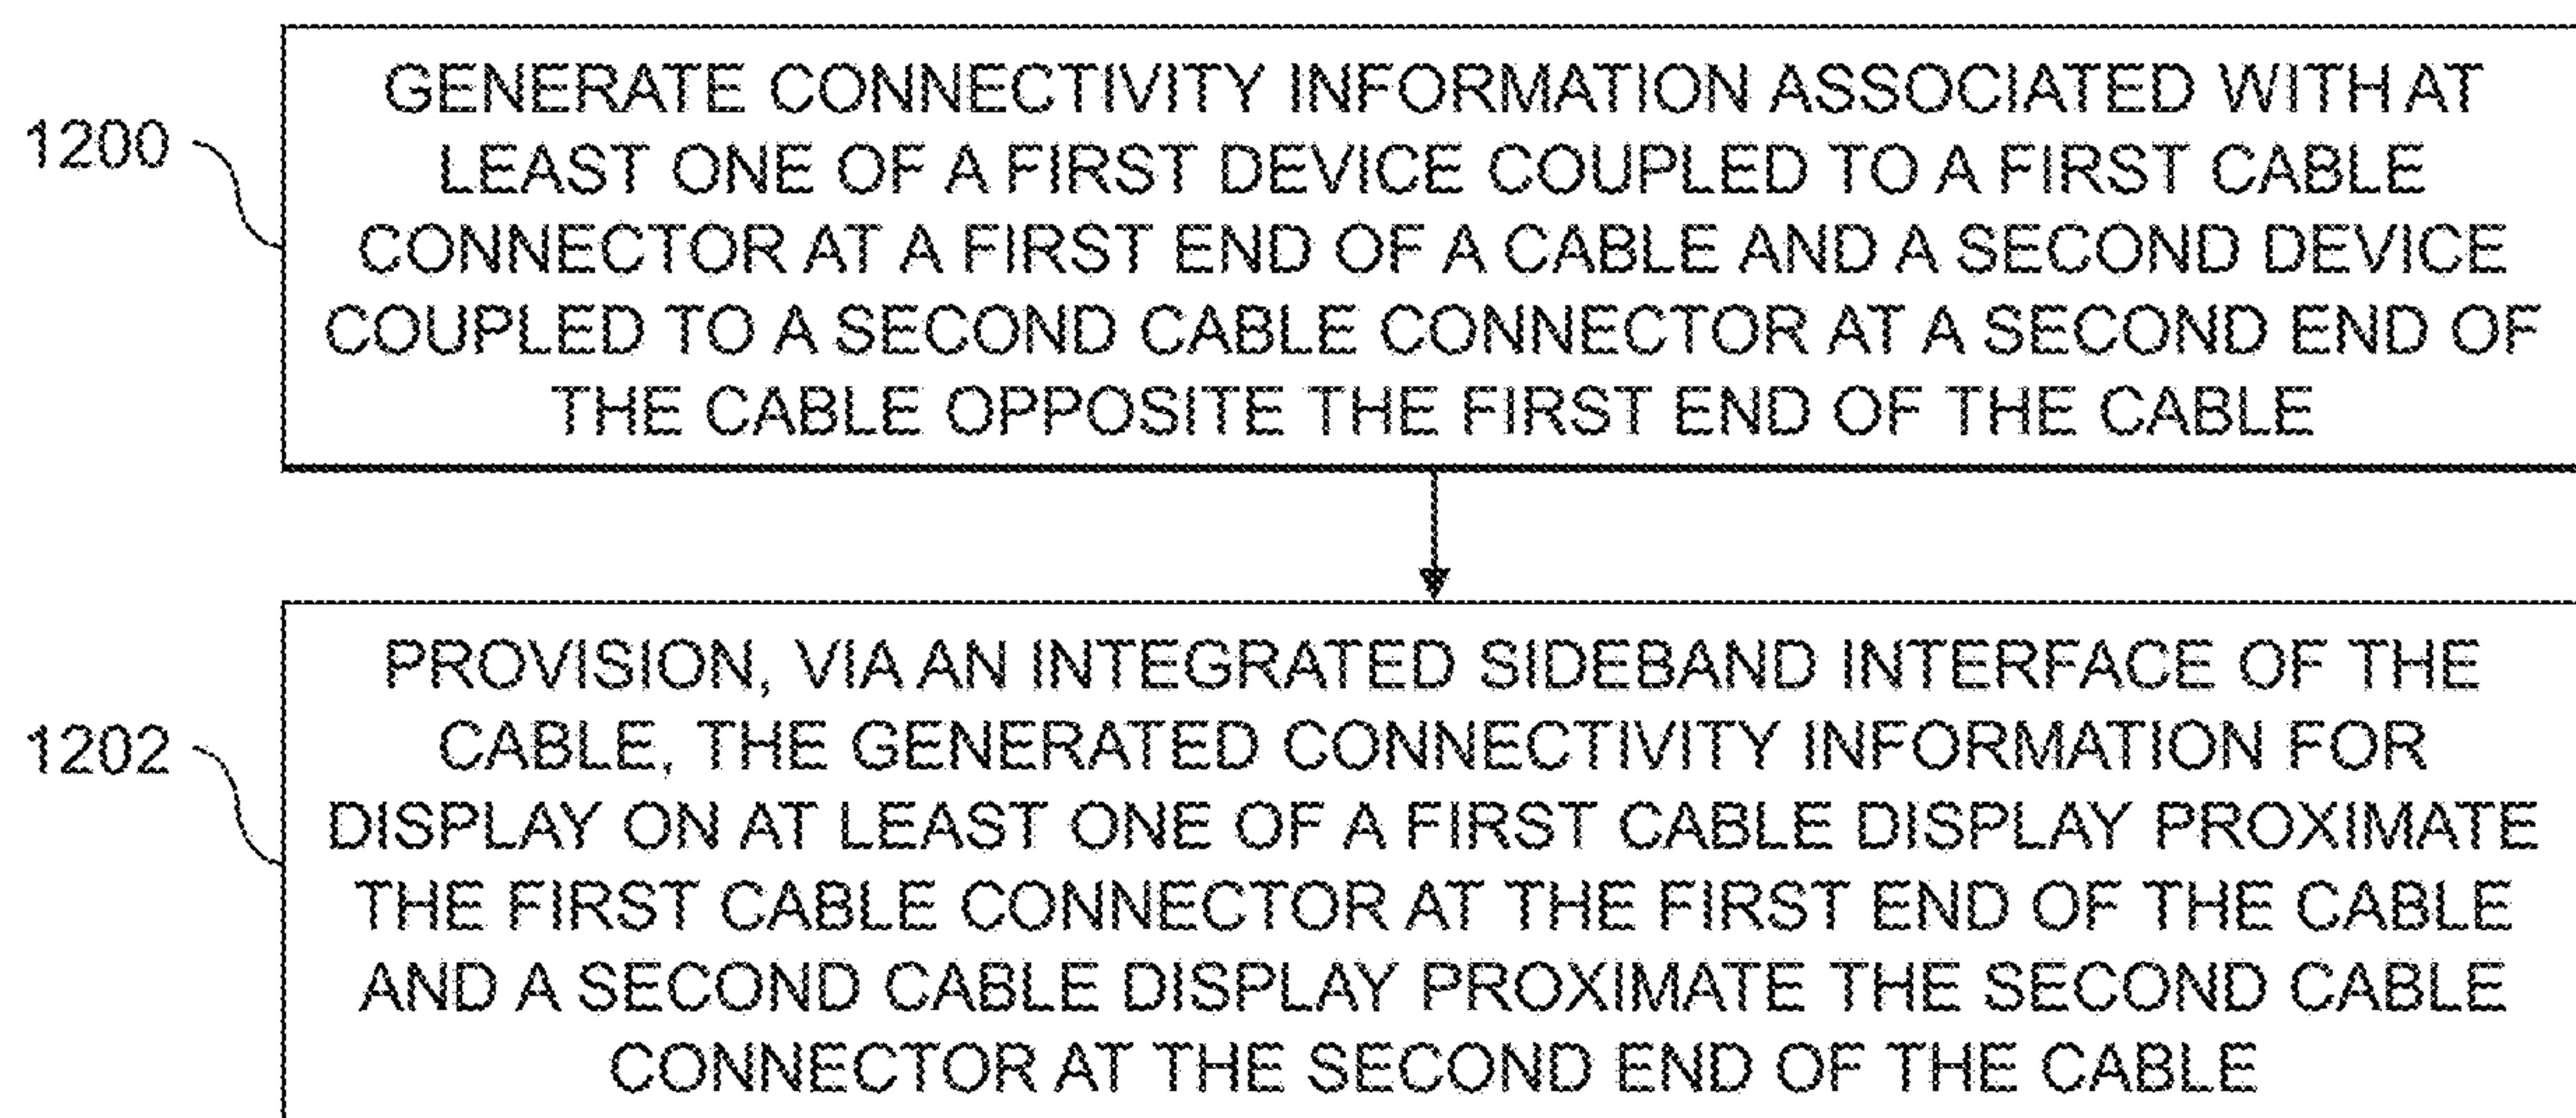 GENERATE CONNECTIVITY INFORMATION ASSOCIATED WITH AT
1200
LEAST ONE OF A FIRST DEVICE COUPLED TO A FIRST CABLE
CONNECTOR AT A FIRST END OF A CABLE AND A SECOND DEVICE
COUPLED TO A SECOND CABLE CONNECTOR AT A SECOND END OF
THE CABLE OPPOSITE THE FIRST END OF THE CABLE
PROVISION, VIA AN INTEGRATED SIDEBAND INTERFACE OF THE
1202
CABLE, THE GENERATED CONNECTIVITY INFORMATION FOR
DISPLAY ON AT LEAST ONE OF A FIRST CABLE DISPLAY PROXIMATE
THE FIRST CABLE CONNECTOR AT THE FIRST END OF THE CABLE
AND A SECOND CABLE DISPLAY PROXIMATE THE SECOND CABLE
CONNECTOR AT THE SECOND END OF THE CABLE